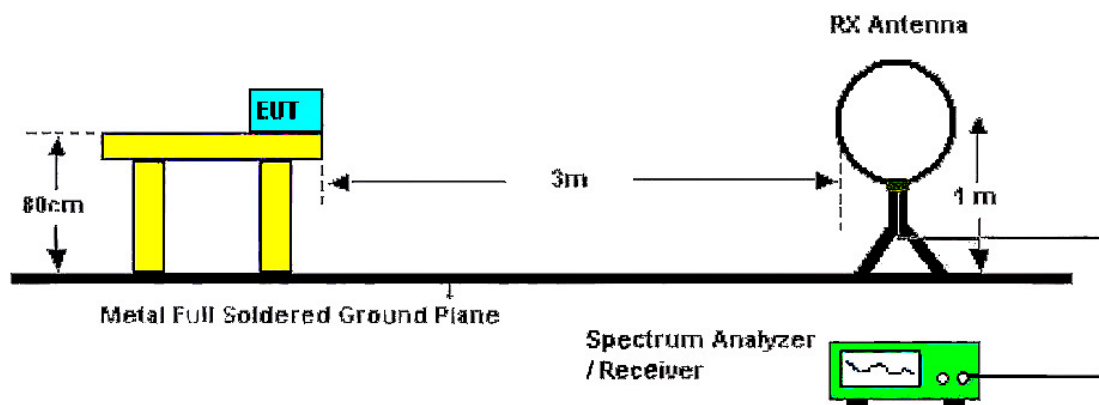 RX Antenna
EUT
80cm
3m
1 m
Metal Full Soldered Ground Plane
Spectrum Analyzer
/ Receiver